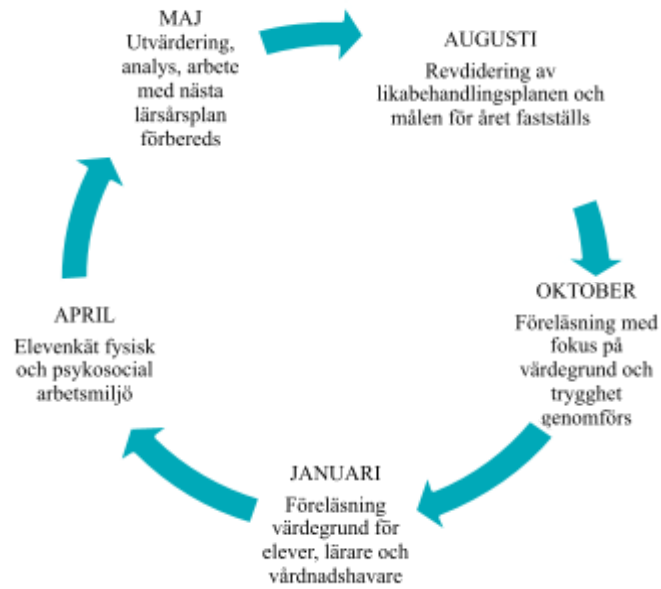 MAJ
Utvärdering,
analys, arbete
med nästa
lärsårsplan
förbereds
AUGUSTI
Revdidering av
likabehandlingsplanen och
målen för året fastställs
OKTOBER
Föreläsning med
fokus på
värdegrund och
trygghet
genomförs
JANUARI
Föreläsning
värdegrund för
elever, lärare och
vårdnadshavare
APRIL
Elevenkät fysisk
och psykosocial
arbetsmiljö